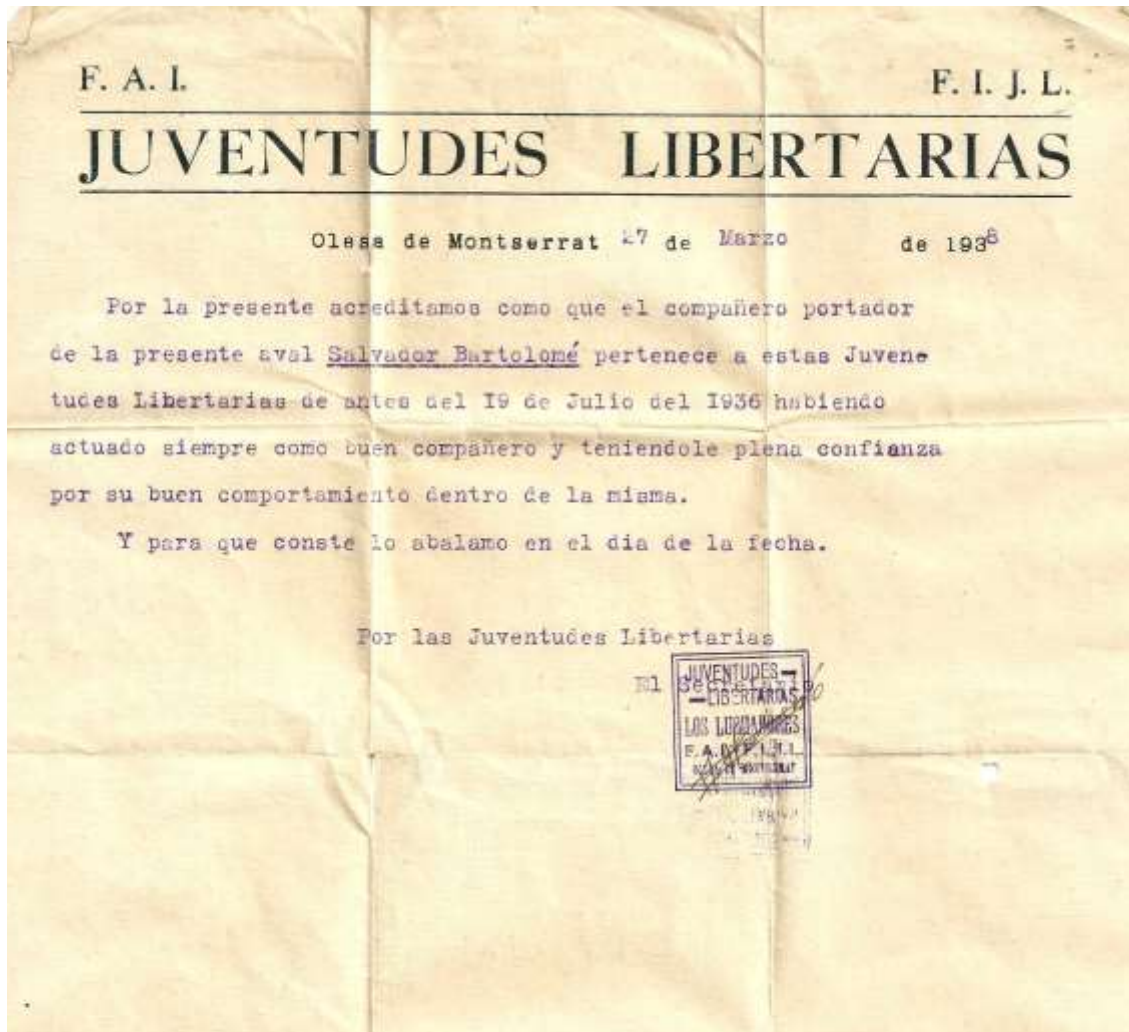 F. A. I. F. I. J. L.
JUVENTUDES LIBERTARIAS
Olesa de Montserrat 27 de Marzo de 1938
Por la presente acreditamos como que el compañero portador
de la presente aval Salvador Bartolomé pertenece a estas Juven-
tudes Libertarias de antes del I9 de Julio del I936 habiendo
actuado siempre como buen compañero y teniendole plena confianza
por su buen comportamiento dentro de la misma.
Y para que conste lo abalamo en el dia de la fecha.
Por las Juventudes Libertarias
El Secretario
JUVENTUDES
LIBERTARIAS
LOS LUCHADORES
F. A. I. F. I. J. L.